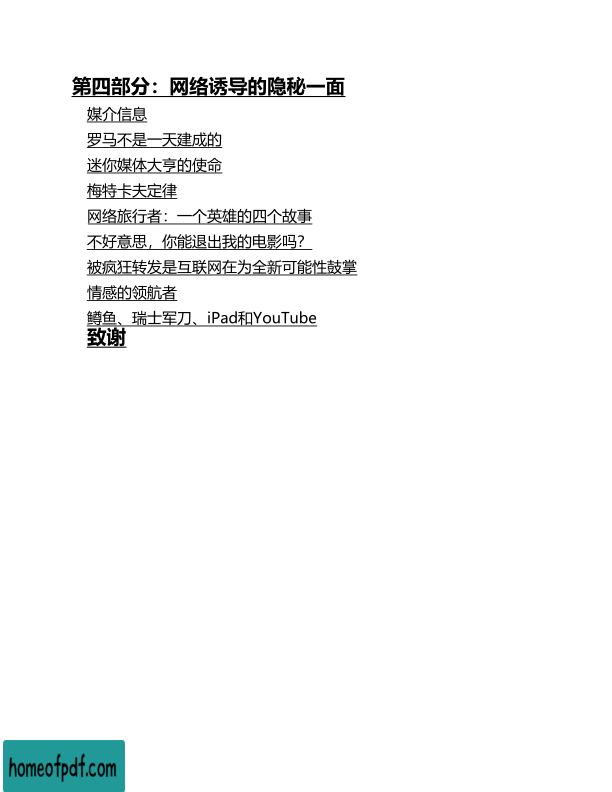 第四部分：网络诱导的隐秘一面
媒介信息
罗马不是一天建成的
迷你媒体大亨的使命
梅特卡夫定律
网络旅行者：一个英雄的四个故事
不好意思，你能退出我的电影吗？
被疯狂转发是互联网在为全新可能性鼓掌
情感的领航者
鳟鱼、瑞士军刀、iPad和YouTube
致谢
homeofpdf.com